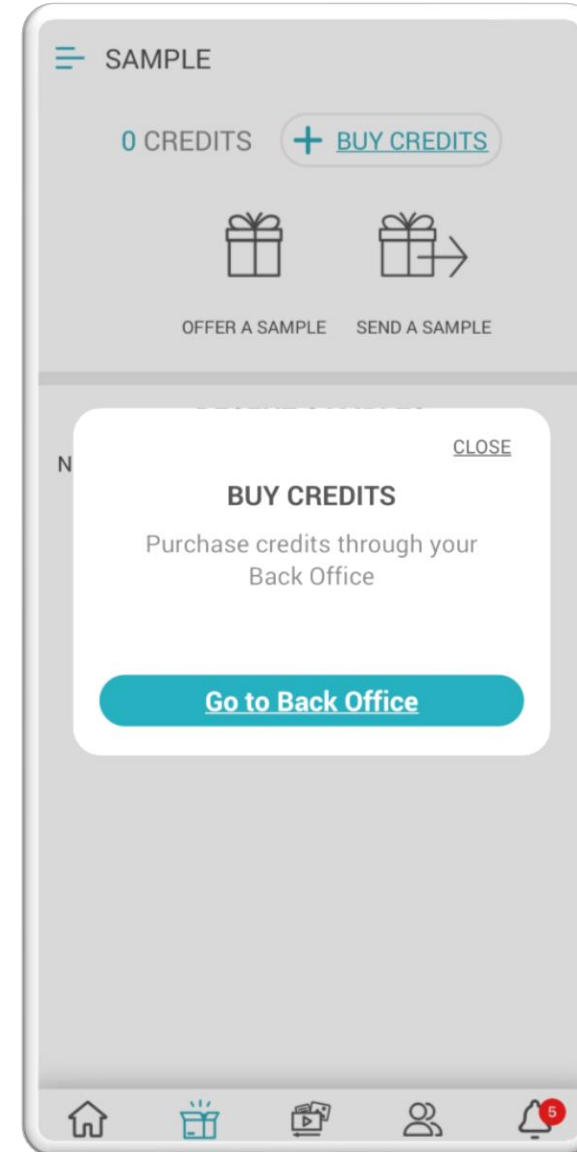 SAMPLE
0 CREDITS
BUY CREDITS
OFFER A SAMPLE
SEND A SAMPLE
N
CLOSE
BUY CREDITS
Purchase credits through your
Back Office
Go to Back Office
5